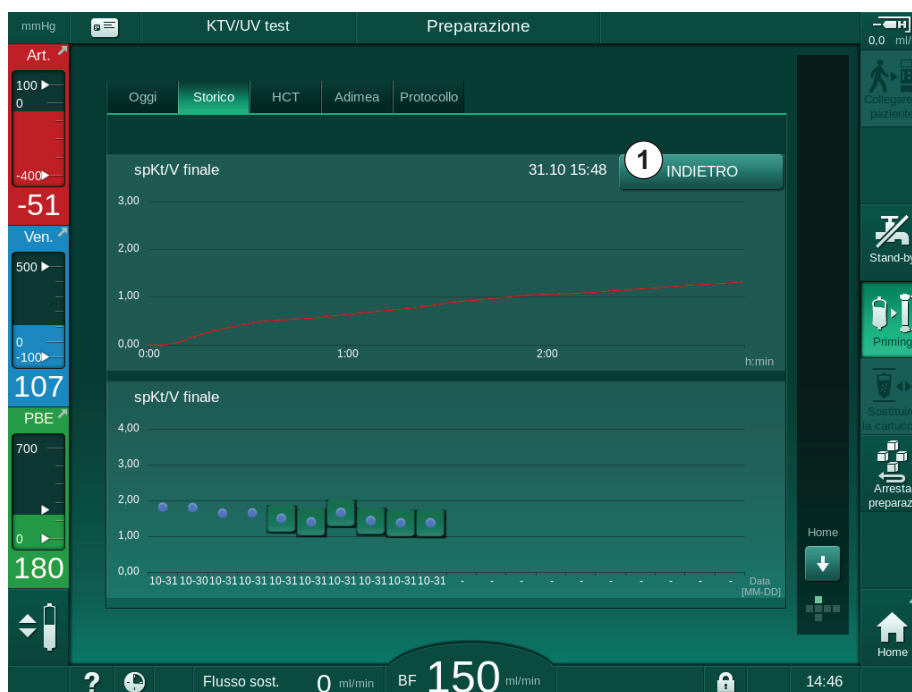 mmHg
KTV/UV test
Preparazione
0,0 ml/
Art.
100
0
-400
-51
Ven.
500
0
-100
107
PBE
700
0
180
Oggi Storico HCT Adimea Protocollo
spKt/V finale 31.10 15:48
1
INDIETRO
3,00
2,00
1,00
0,00
0:00 1:00 2:00
h:min
spKt/V finale
4,00
3,00
2,00
1,00
0,00
10-31 10-30 10-31 10-31 10-31 10-31 10-31 10-31 10-31 10-31 - - - - - - - - - -
Data
[MM-DD]
Home
Collegare
paziente
Stand-by
Priming
Sostituir
la cartucc
Arresta
preparaz
Home
? Flusso sost. 0 ml/min BF 150 ml/min 14:46